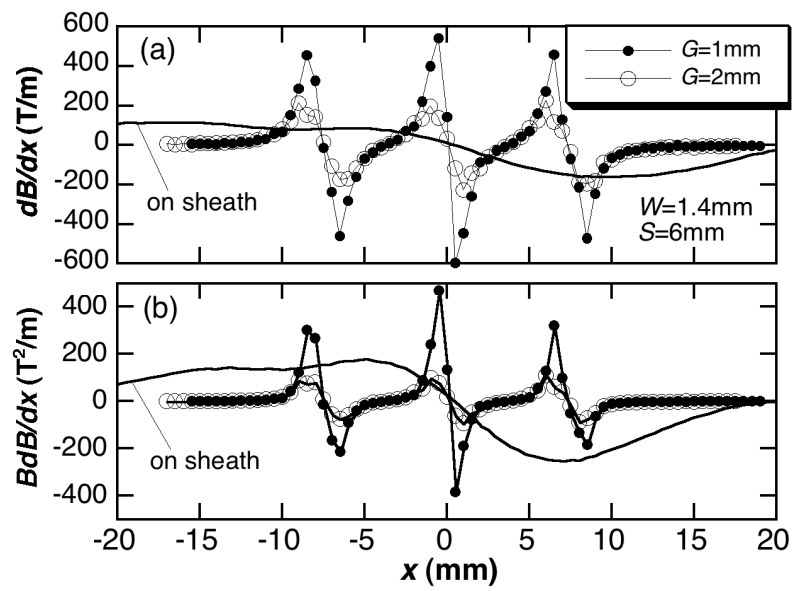 600
400
200
0
-200
-400
-600
dB/dx (T/m)
(a)
G=1mm
G=2mm
on sheath
W=1.4mm
S=6mm
400
200
0
-200
-400
BdB/dx (T²/m)
(b)
on sheath
-20 -15 -10 -5 0 5 10 15 20
x (mm)